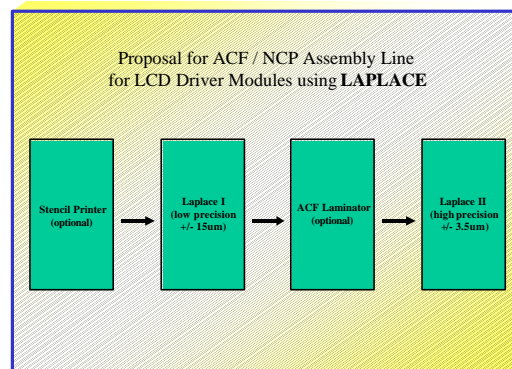 Proposal for ACF / NCP Assembly Line
for LCD Driver Modules using LAPLACE
Stencil Printer
(optional)
Laplace I
(low precision
+/- 15um)
ACF Laminator
(optional)
Laplace II
(high precision
+/- 3.5um)